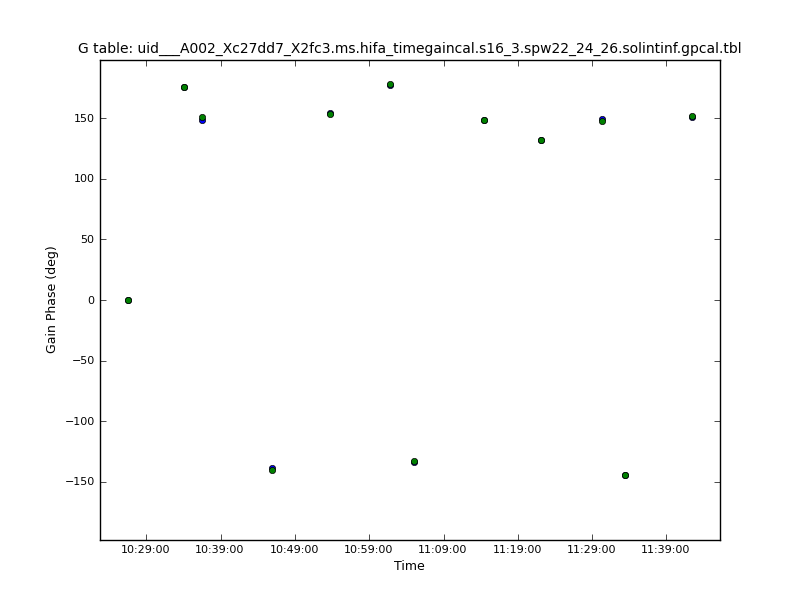 G table: uid___A002_Xc27dd7_X2fc3.ms.hifa_timegaincal.s16_3.spw22_24_26.solintinf.gpcal.tbl
150
100
50
0
−50
−100
−150
Gain Phase (deg)
10:29:00 10:39:00 10:49:00 10:59:00 11:09:00 11:19:00 11:29:00 11:39:00
Time